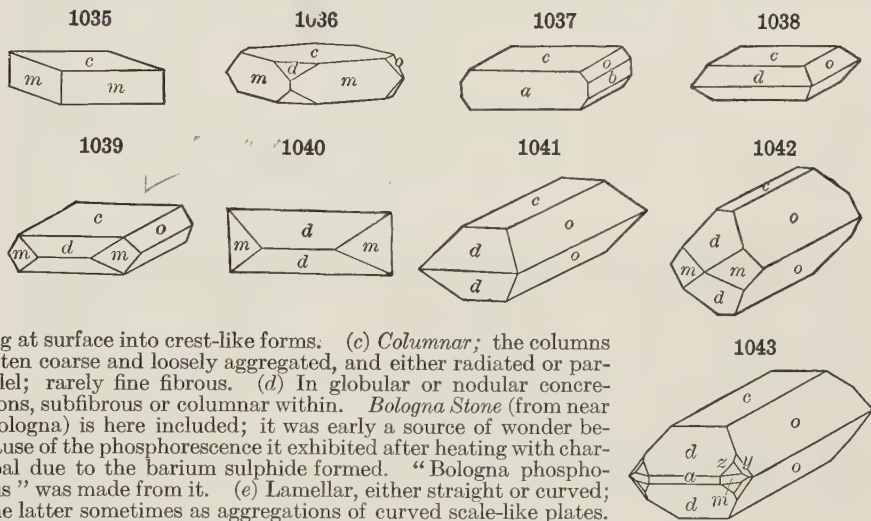 1035 1036 1037 1038
c m m
c d o m m
c o b a
c o d
1039 1040 1041 1042
c o m d m
d m m d
o d o d
c o d m m o d
1043
c o d z y a m o d
g at surface into crest-like forms. (c) Columnar; the columns
ten coarse and loosely aggregated, and either radiated or par-
lel; rarely fine fibrous. (d) In globular or nodular concre-
ons, subfibrous or columnar within. Bologna Stone (from near
ologna) is here included; it was early a source of wonder be-
use of the phosphorescence it exhibited after heating with char-
al due to the barium sulphide formed. "Bologna phospho-
s" was made from it. (e) Lamellar, either straight or curved;
e latter sometimes as aggregations of curved scale-like plates.